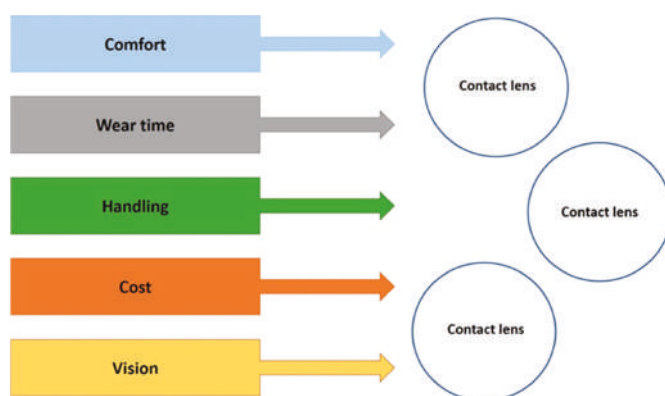 Comfort
Contact lens
Wear time
Handling
Contact lens
Cost
Contact lens
Vision